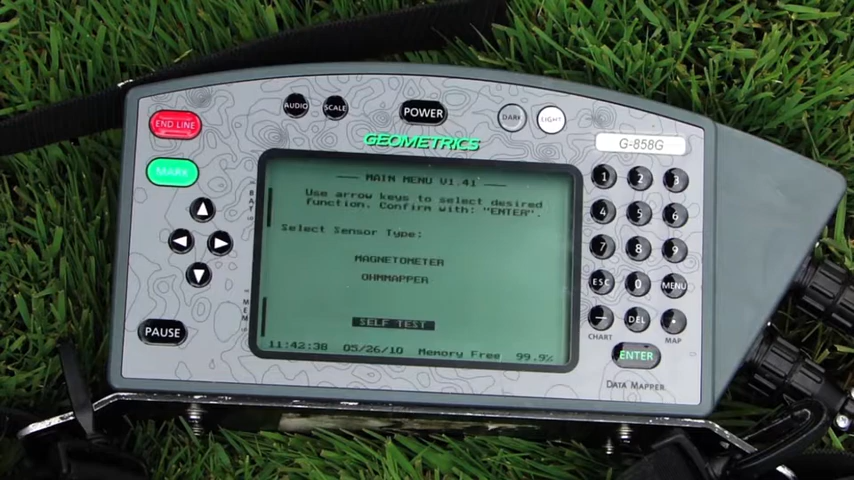 AUDIO SCALE POWER DARK LIGHT
END LINE
GEOMETRICS
G-858G
MARK
MAIN MENU V1.41
Use arrow keys to select desired
function. Confirm with: "ENTER".
Select Sensor Type:
MAGNETOMETER
OHMMAPPER
SELF TEST
11:42:38 05/26/10 Memory Free 99.9%
BAT
MEM
PAUSE
1 2 3
4 5 6
7 8 9
ESC 0 MENU
DEL
CHART MAP
ENTER
DATA MAPPER